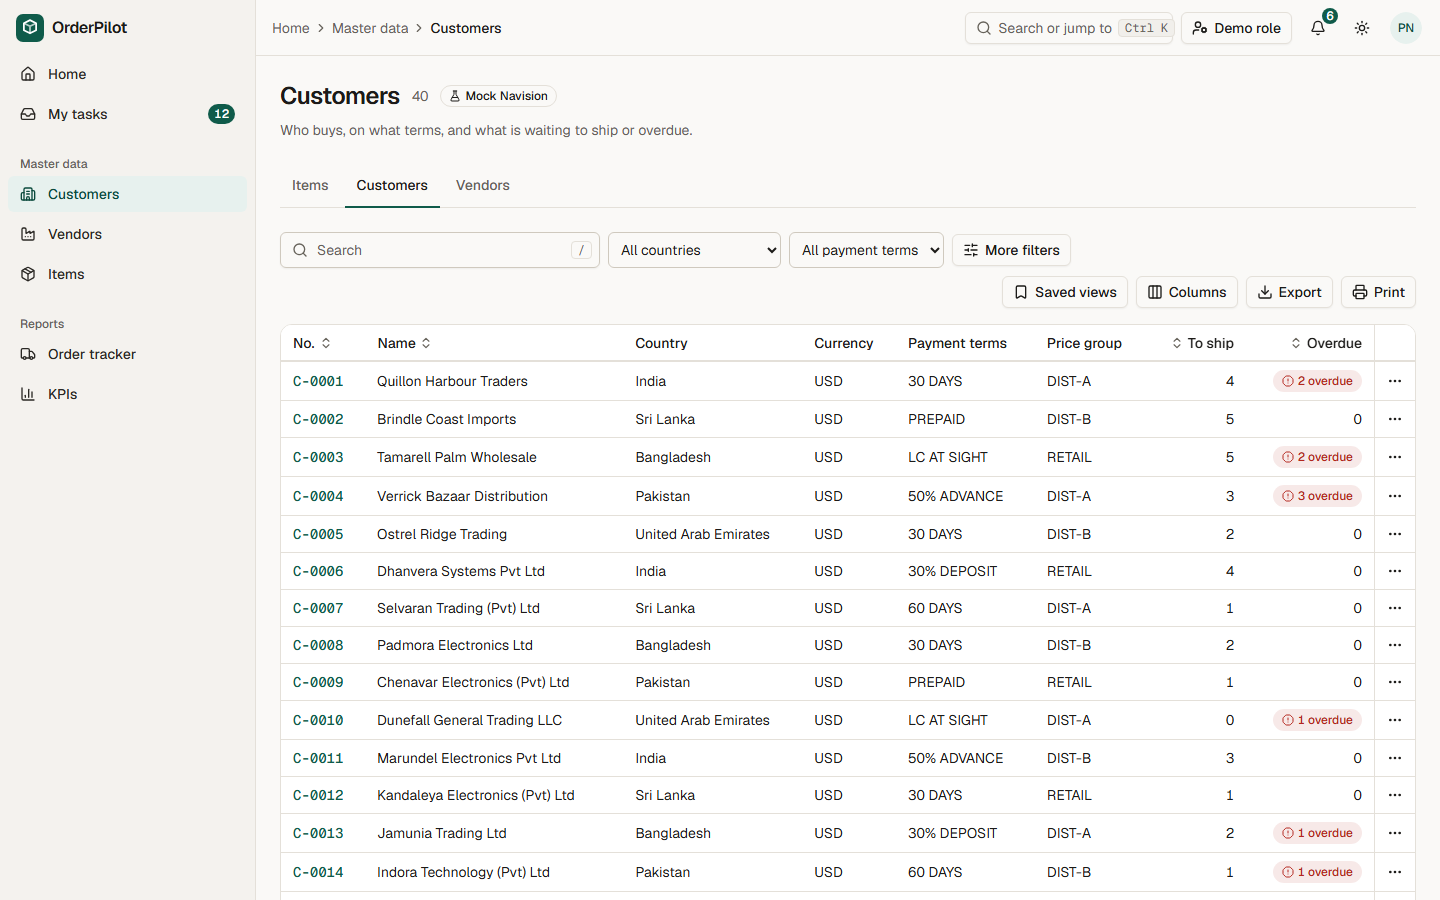 OrderPilot
Home
My tasks 12
Master data
Customers
Vendors
Items
Reports
Order tracker
KPIs
Home > Master data > Customers
Search or jump to Ctrl K
Demo role
6
PN
Customers 40 Mock Navision
Who buys, on what terms, and what is waiting to ship or overdue.
Items Customers Vendors
Search / All countries All payment terms More filters
Saved views Columns Export Print
No. Name Country Currency Payment terms Price group To ship Overdue
C-0001 Quillon Harbour Traders India USD 30 DAYS DIST-A 4 2 overdue
C-0002 Brindle Coast Imports Sri Lanka USD PREPAID DIST-B 5 0
C-0003 Tamarell Palm Wholesale Bangladesh USD LC AT SIGHT RETAIL 5 2 overdue
C-0004 Verrick Bazaar Distribution Pakistan USD 50% ADVANCE DIST-A 3 3 overdue
C-0005 Ostrel Ridge Trading United Arab Emirates USD 30 DAYS DIST-B 2 0
C-0006 Dhanvera Systems Pvt Ltd India USD 30% DEPOSIT RETAIL 4 0
C-0007 Selvaran Trading (Pvt) Ltd Sri Lanka USD 60 DAYS DIST-A 1 0
C-0008 Padmora Electronics Ltd Bangladesh USD 30 DAYS DIST-B 2 0
C-0009 Chenavar Electronics (Pvt) Ltd Pakistan USD PREPAID RETAIL 1 0
C-0010 Dunefall General Trading LLC United Arab Emirates USD LC AT SIGHT DIST-A 0 1 overdue
C-0011 Marundel Electronics Pvt Ltd India USD 50% ADVANCE DIST-B 3 0
C-0012 Kandaleya Electronics (Pvt) Ltd Sri Lanka USD 30 DAYS RETAIL 1 0
C-0013 Jamunia Trading Ltd Bangladesh USD 30% DEPOSIT DIST-A 2 1 overdue
C-0014 Indora Technology (Pvt) Ltd Pakistan USD 60 DAYS DIST-B 1 1 overdue